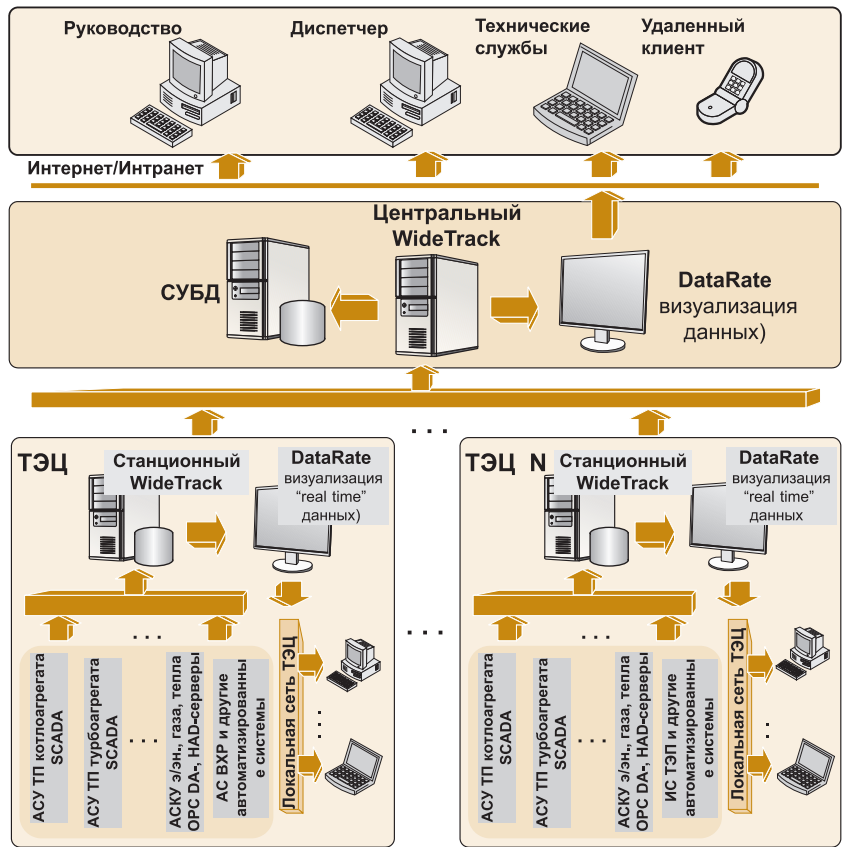 Руководство
Диспетчер
Технические
службы
Удаленный
клиент
Интернет/Интранет
Центральный
WideTrack
СУБД
DataRate
визуализация
данных)
. . .
ТЭЦ
Станционный
WideTrack
DataRate
визуализация
“real time”
данных)
. . .
АСУ ТП котлоагрегата
SCADA
АСУ ТП турбоагрегата
SCADA
. . .
АСКУ э/эн., газа, тепла
OPC DA-, HAD-серверы
АС ВХР и другие
автоматизированны
е системы
Локальная сеть ТЭЦ
. . .
. . .
ТЭЦ N
Станционный
WideTrack
DataRate
визуализация
“real time”
данных
. . .
АСУ ТП котлоагрегата
SCADA
АСУ ТП турбоагрегата
SCADA
. . .
АСКУ э/эн., газа, тепла
OPC DA-, HAD-серверы
ИС ТЭП и другие
автоматизированны
е системы
Локальная сеть ТЭЦ
. . .